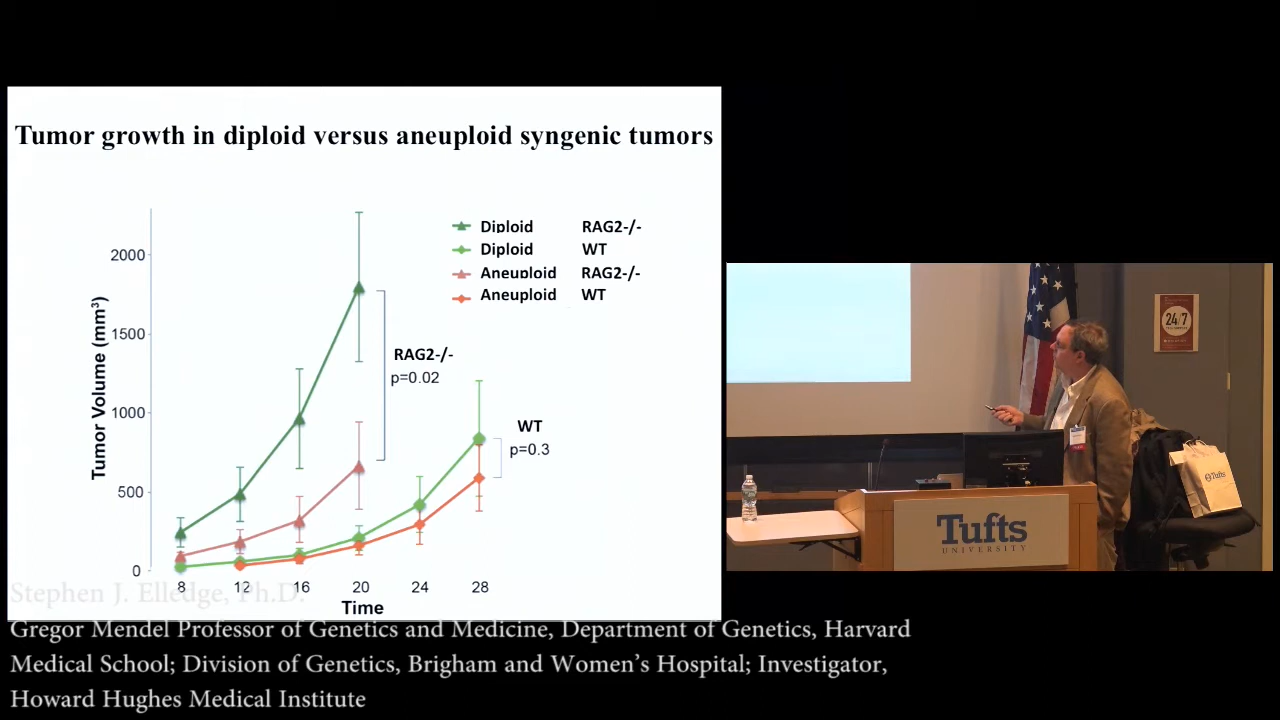 Tumor growth in diploid versus aneuploid syngenic tumors
Diploid RAG2-/-
Diploid WT
Aneuploid RAG2-/-
Aneuploid WT
Tumor Volume (mm³)
2000
1500
1000
500
0
RAG2-/-
p=0.02
WT
p=0.3
8 12 16 20 24 28
Time
24/7
Tufts
Tufts
UNIVERSITY
Stephen J. Elledge, Ph.D.
Gregor Mendel Professor of Genetics and Medicine, Department of Genetics, Harvard
Medical School; Division of Genetics, Brigham and Women's Hospital; Investigator,
Howard Hughes Medical Institute